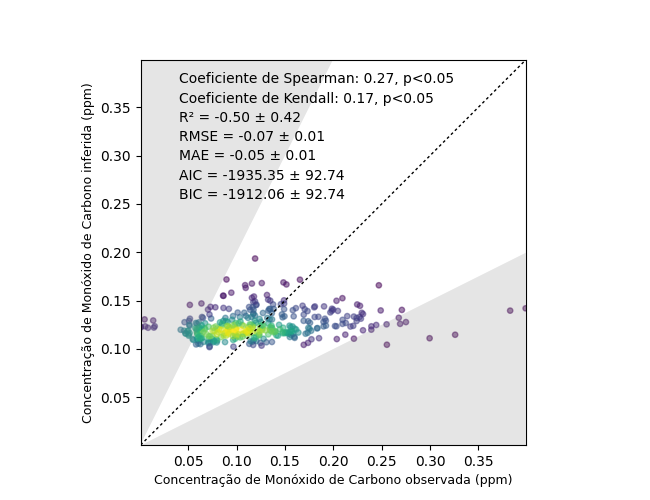 Coeficiente de Spearman: 0.27, p<0.05
Coeficiente de Kendall: 0.17, p<0.05
R² = -0.50 ± 0.42
RMSE = -0.07 ± 0.01
MAE = -0.05 ± 0.01
AIC = -1935.35 ± 92.74
BIC = -1912.06 ± 92.74
Concentração de Monóxido de Carbono inferida (ppm)
0.35
0.30
0.25
0.20
0.15
0.10
0.05
0.05 0.10 0.15 0.20 0.25 0.30 0.35
Concentração de Monóxido de Carbono observada (ppm)